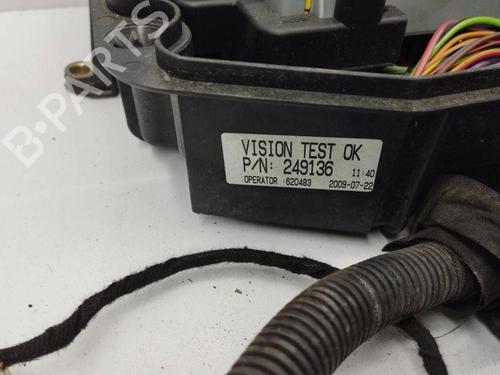 B-PARTS
VISION TEST OK
P/N: 249136 11:40
OPERATOR :620483 2009-07-22